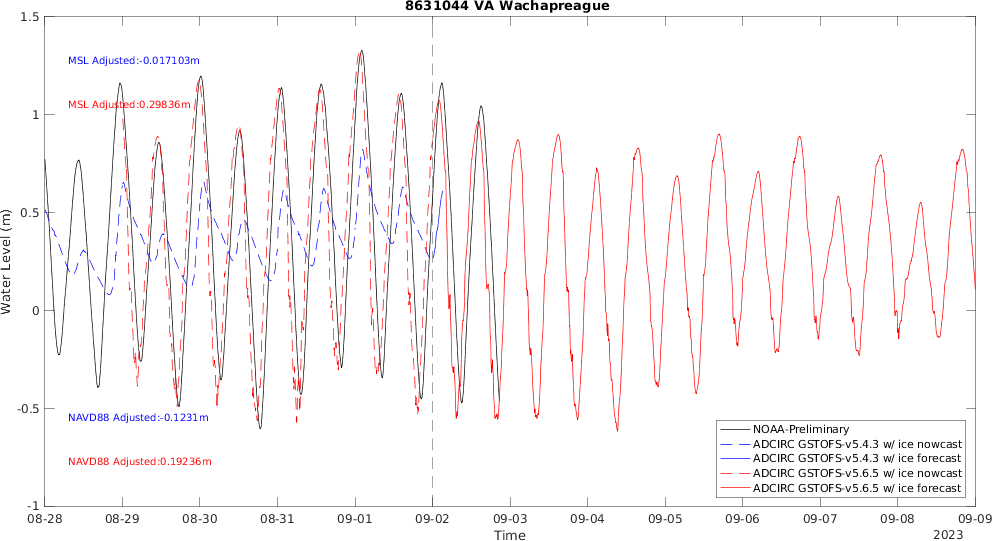 8631044 VA Wachapreague
1.5
1
0.5
0
-0.5
-1
Water Level (m)
MSL Adjusted:-0.017103m
MSL Adjusted:0.29836m
NAVD88 Adjusted:-0.1231m
NAVD88 Adjusted:0.19236m
NOAA-Preliminary
ADCIRC GSTOFS-v5.4.3 w/ ice nowcast
ADCIRC GSTOFS-v5.4.3 w/ ice forecast
ADCIRC GSTOFS-v5.6.5 w/ ice nowcast
ADCIRC GSTOFS-v5.6.5 w/ ice forecast
08-28 08-29 08-30 08-31 09-01 09-02 09-03 09-04 09-05 09-06 09-07 09-08 09-09
Time
2023